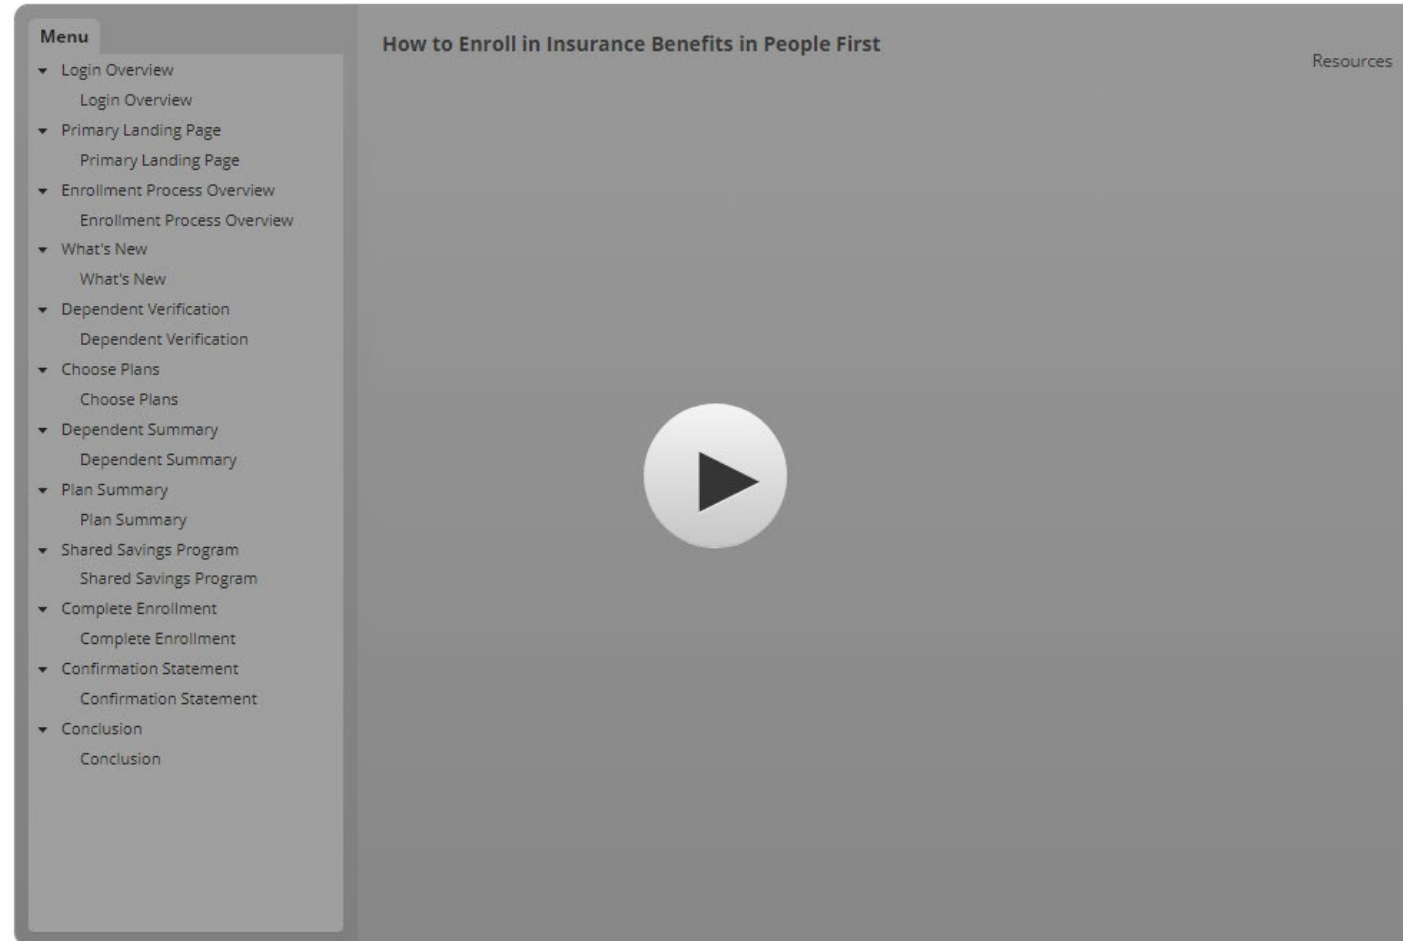 Menu
Login Overview
Login Overview
Primary Landing Page
Primary Landing Page
Enrollment Process Overview
Enrollment Process Overview
What's New
What's New
Dependent Verification
Dependent Verification
Choose Plans
Choose Plans
Dependent Summary
Dependent Summary
Plan Summary
Plan Summary
Shared Savings Program
Shared Savings Program
Complete Enrollment
Complete Enrollment
Confirmation Statement
Confirmation Statement
Conclusion
Conclusion
How to Enroll in Insurance Benefits in People First
Resources